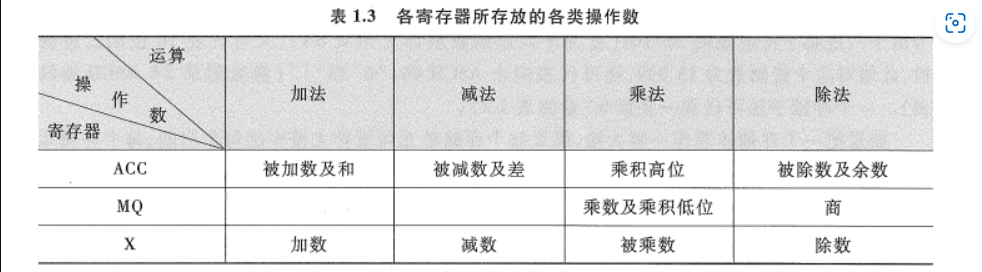 表 1.3 各寄存器所存放的各类操作数
运算
操作数
寄存器
加法 减法 乘法 除法
ACC 被加数及和 被减数及差 乘积高位 被除数及余数
MQ 乘数及乘积低位 商
X 加数 减数 被乘数 除数